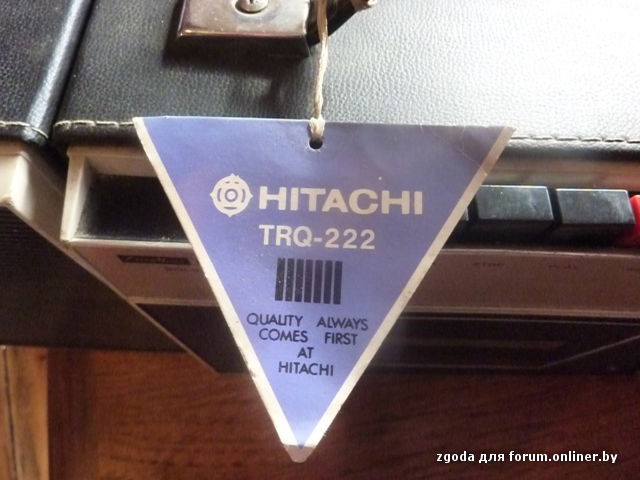 HITACHI
TRQ-222
QUALITY ALWAYS
COMES FIRST
AT
HITACHI
zgoda для forum.onliner.by